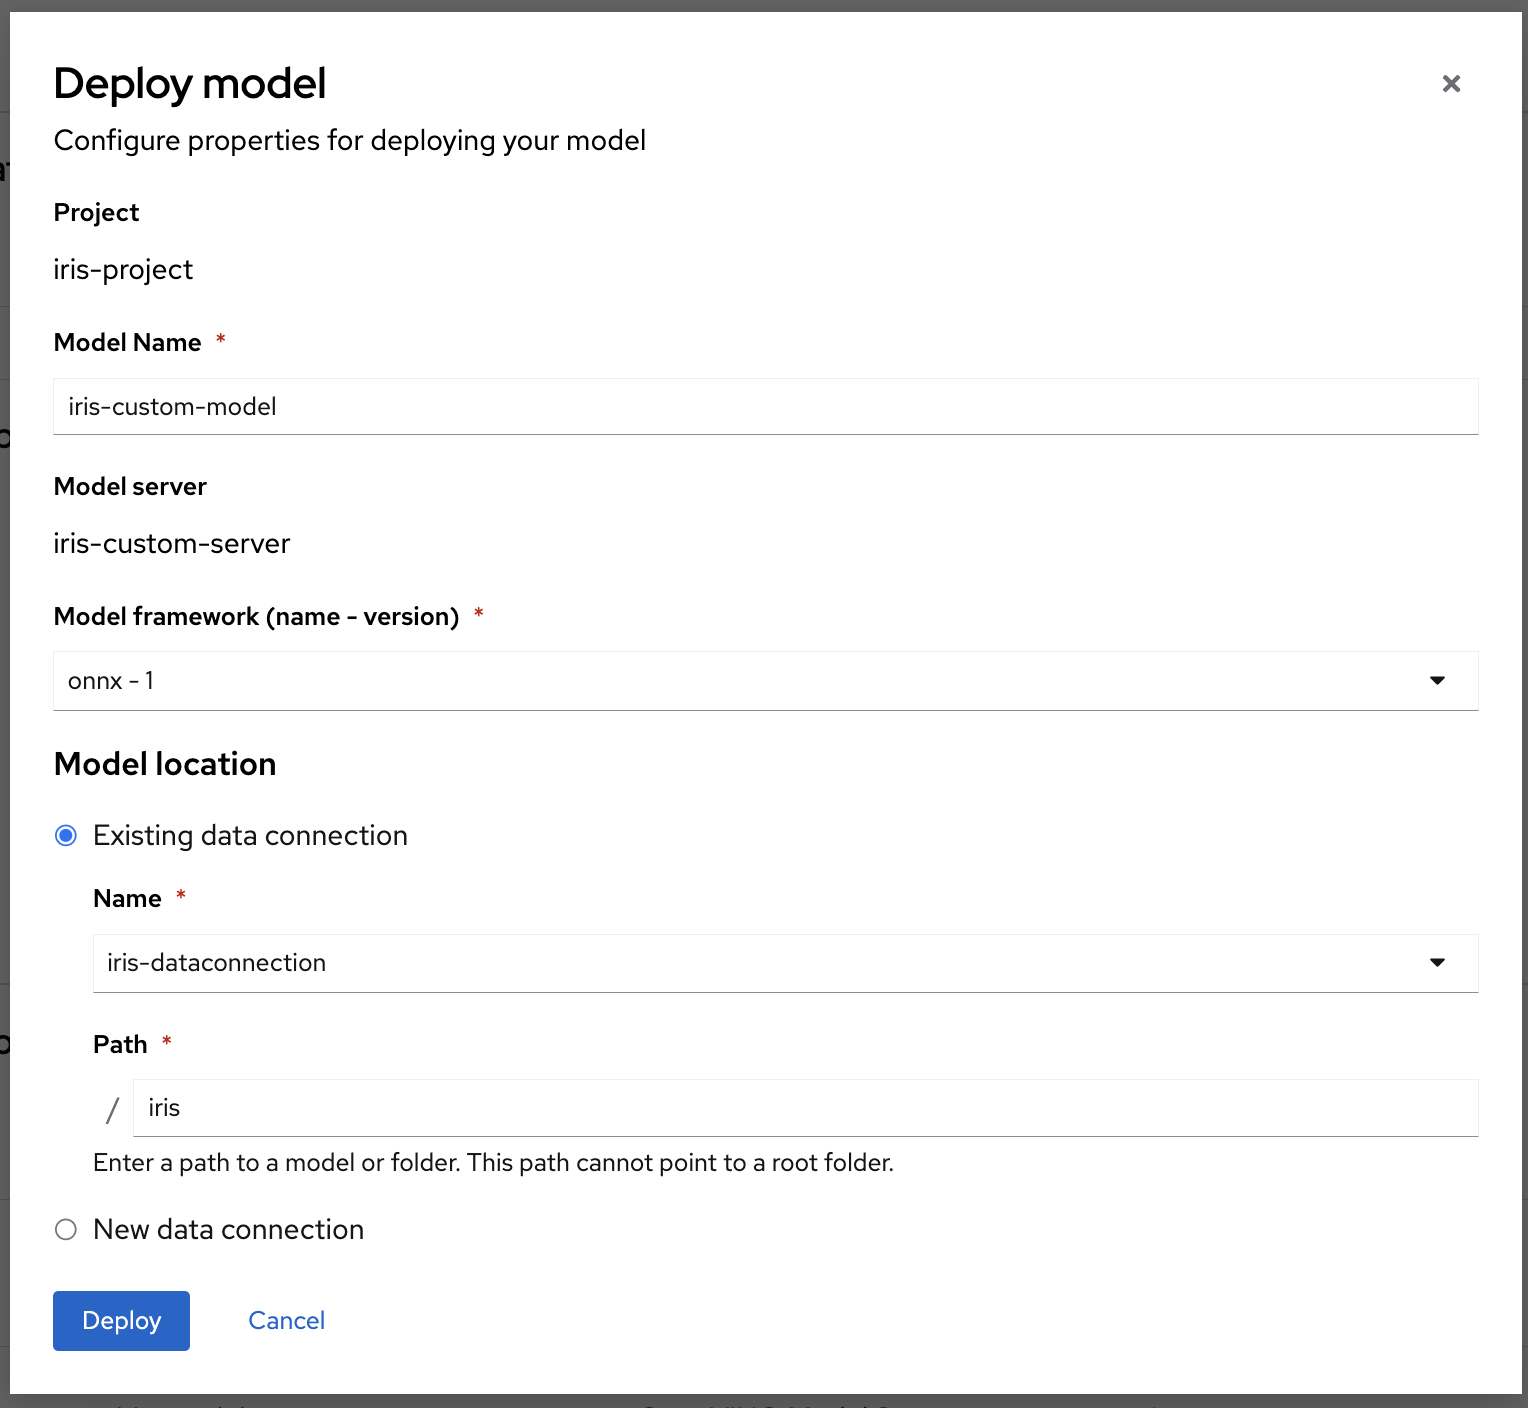 Deploy model
Configure properties for deploying your model
Project
iris-project
Model Name *
iris-custom-model
Model server
iris-custom-server
Model framework (name - version) *
onnx - 1
Model location
Existing data connection
Name *
iris-dataconnection
Path *
/ iris
Enter a path to a model or folder. This path cannot point to a root folder.
New data connection
Deploy Cancel